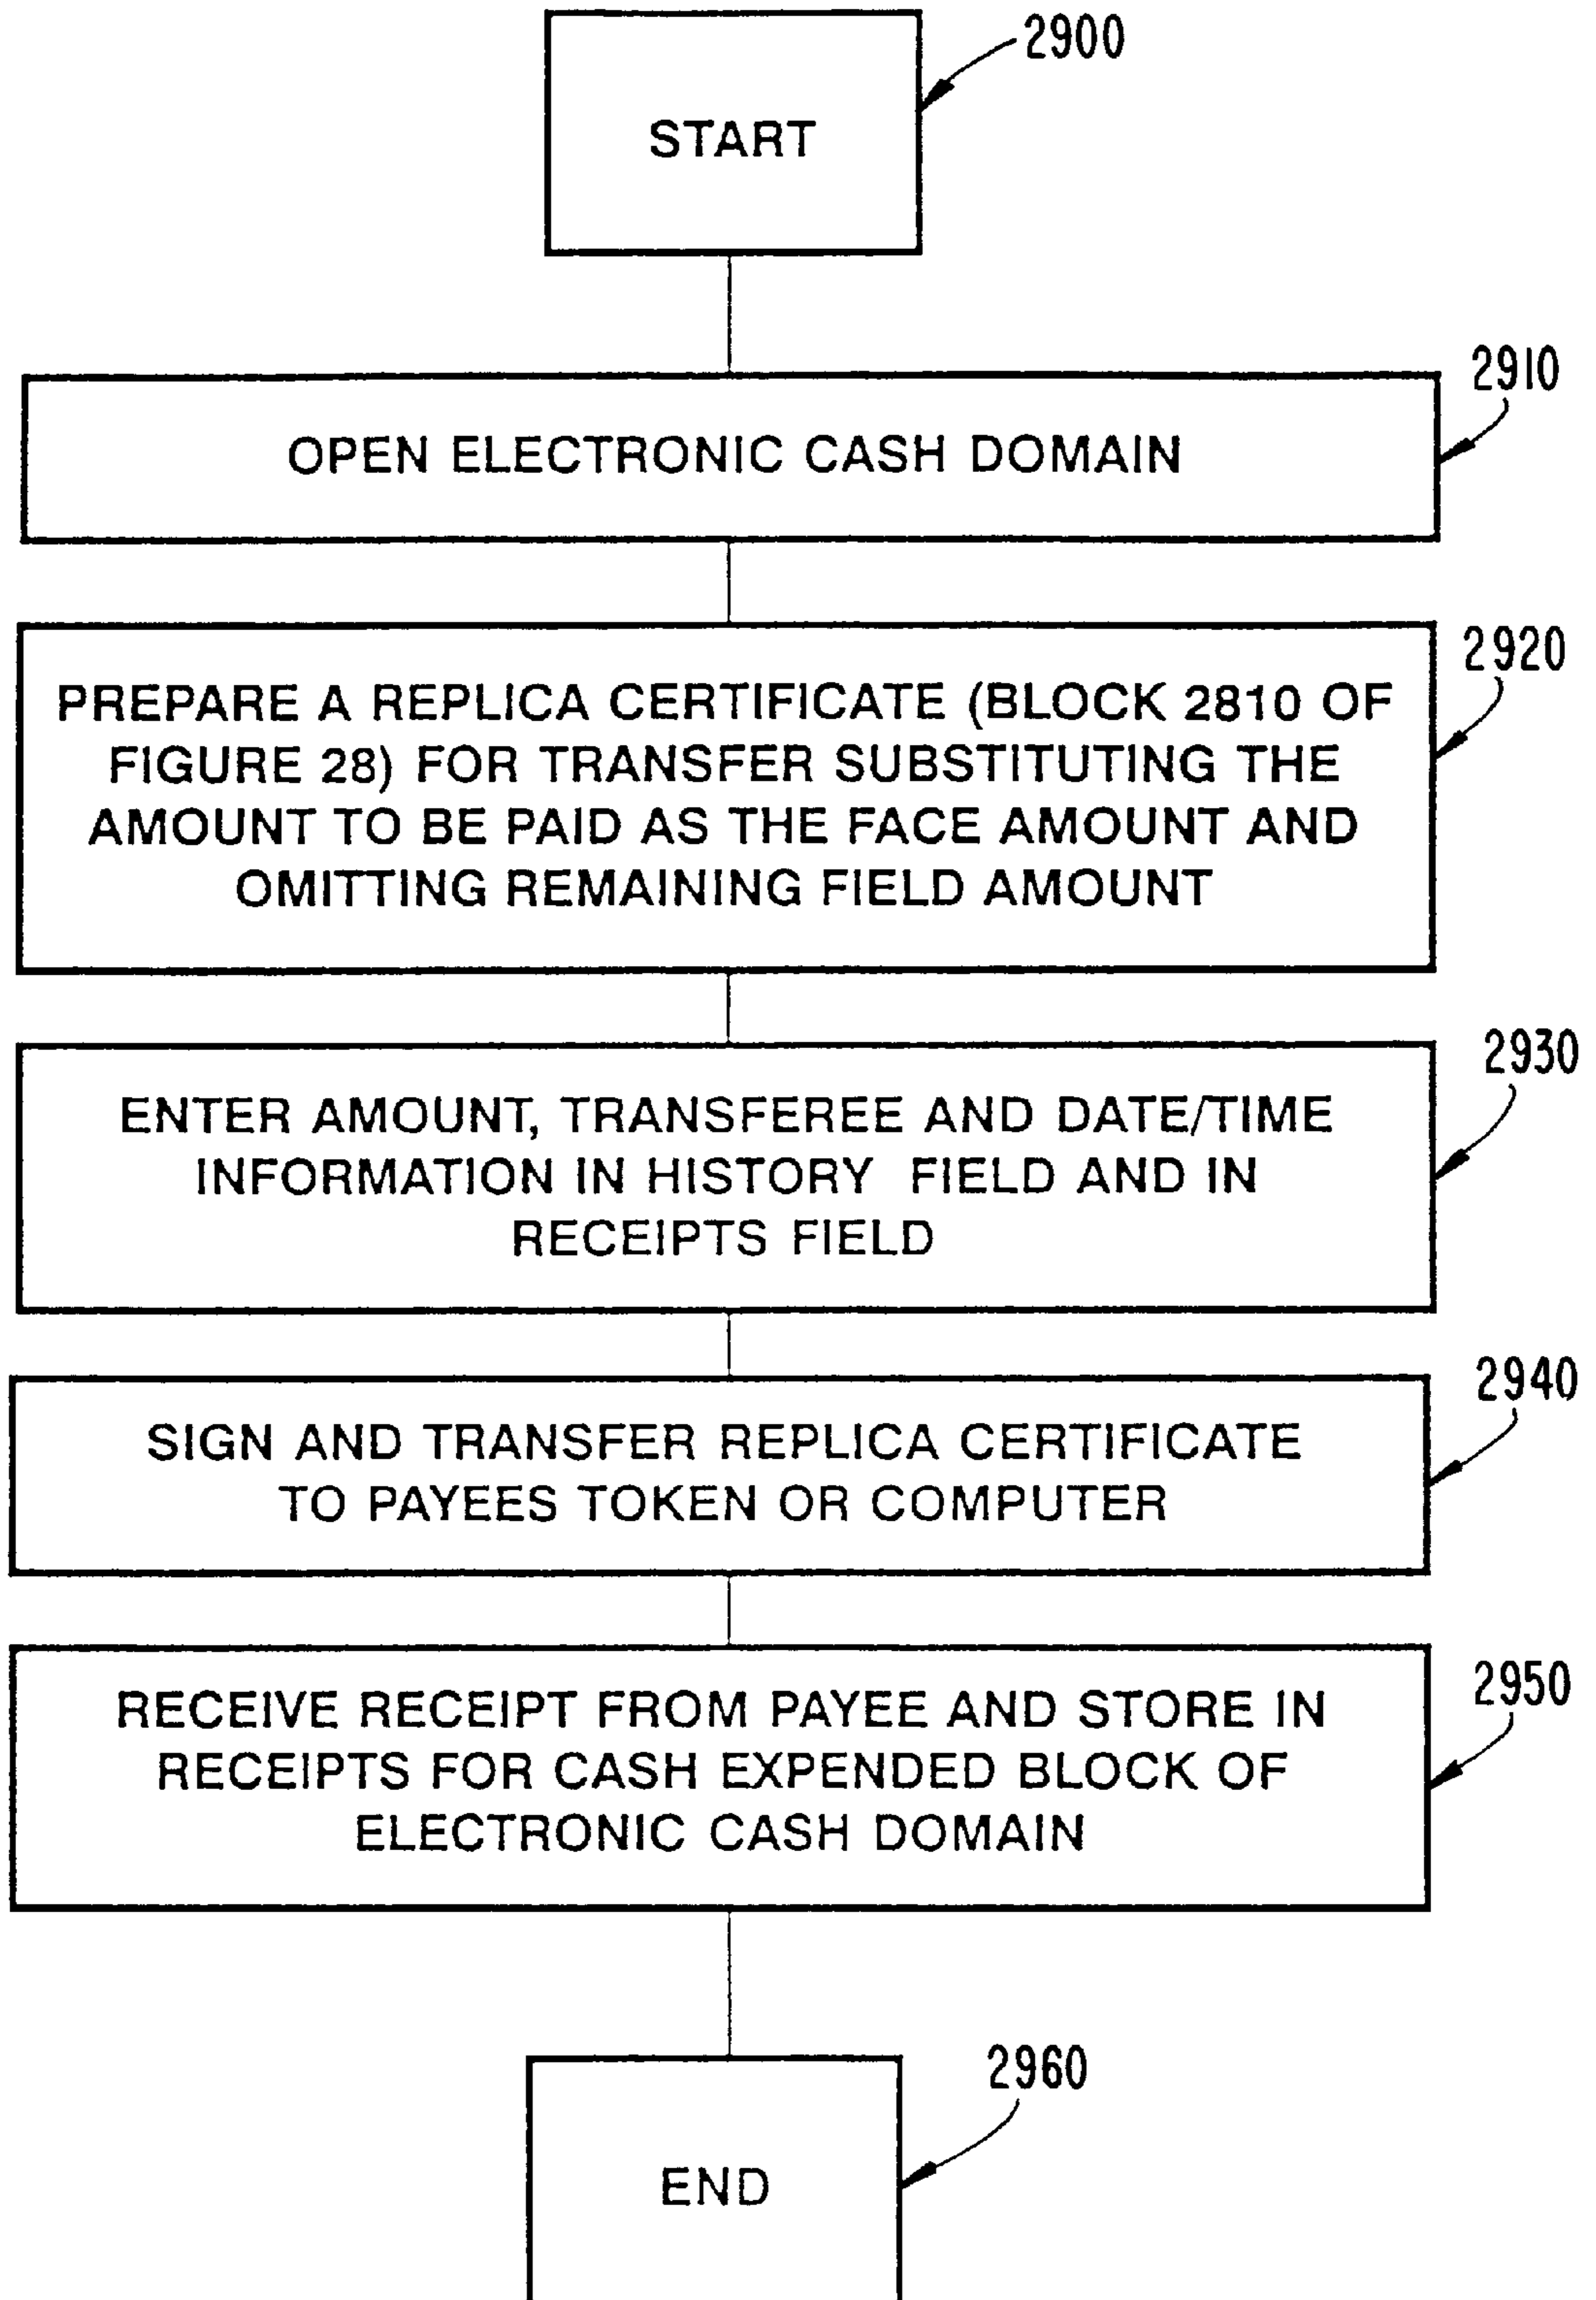 2900
START
2910
OPEN ELECTRONIC CASH DOMAIN
2920
PREPARE A REPLICA CERTIFICATE (BLOCK 2810 OF
FIGURE 28) FOR TRANSFER SUBSTITUTING THE
AMOUNT TO BE PAID AS THE FACE AMOUNT AND
OMITTING REMAINING FIELD AMOUNT
2930
ENTER AMOUNT, TRANSFEREE AND DATE/TIME
INFORMATION IN HISTORY FIELD AND IN
RECEIPTS FIELD
2940
SIGN AND TRANSFER REPLICA CERTIFICATE
TO PAYEES TOKEN OR COMPUTER
2950
RECEIVE RECEIPT FROM PAYEE AND STORE IN
RECEIPTS FOR CASH EXPENDED BLOCK OF
ELECTRONIC CASH DOMAIN
2960
END